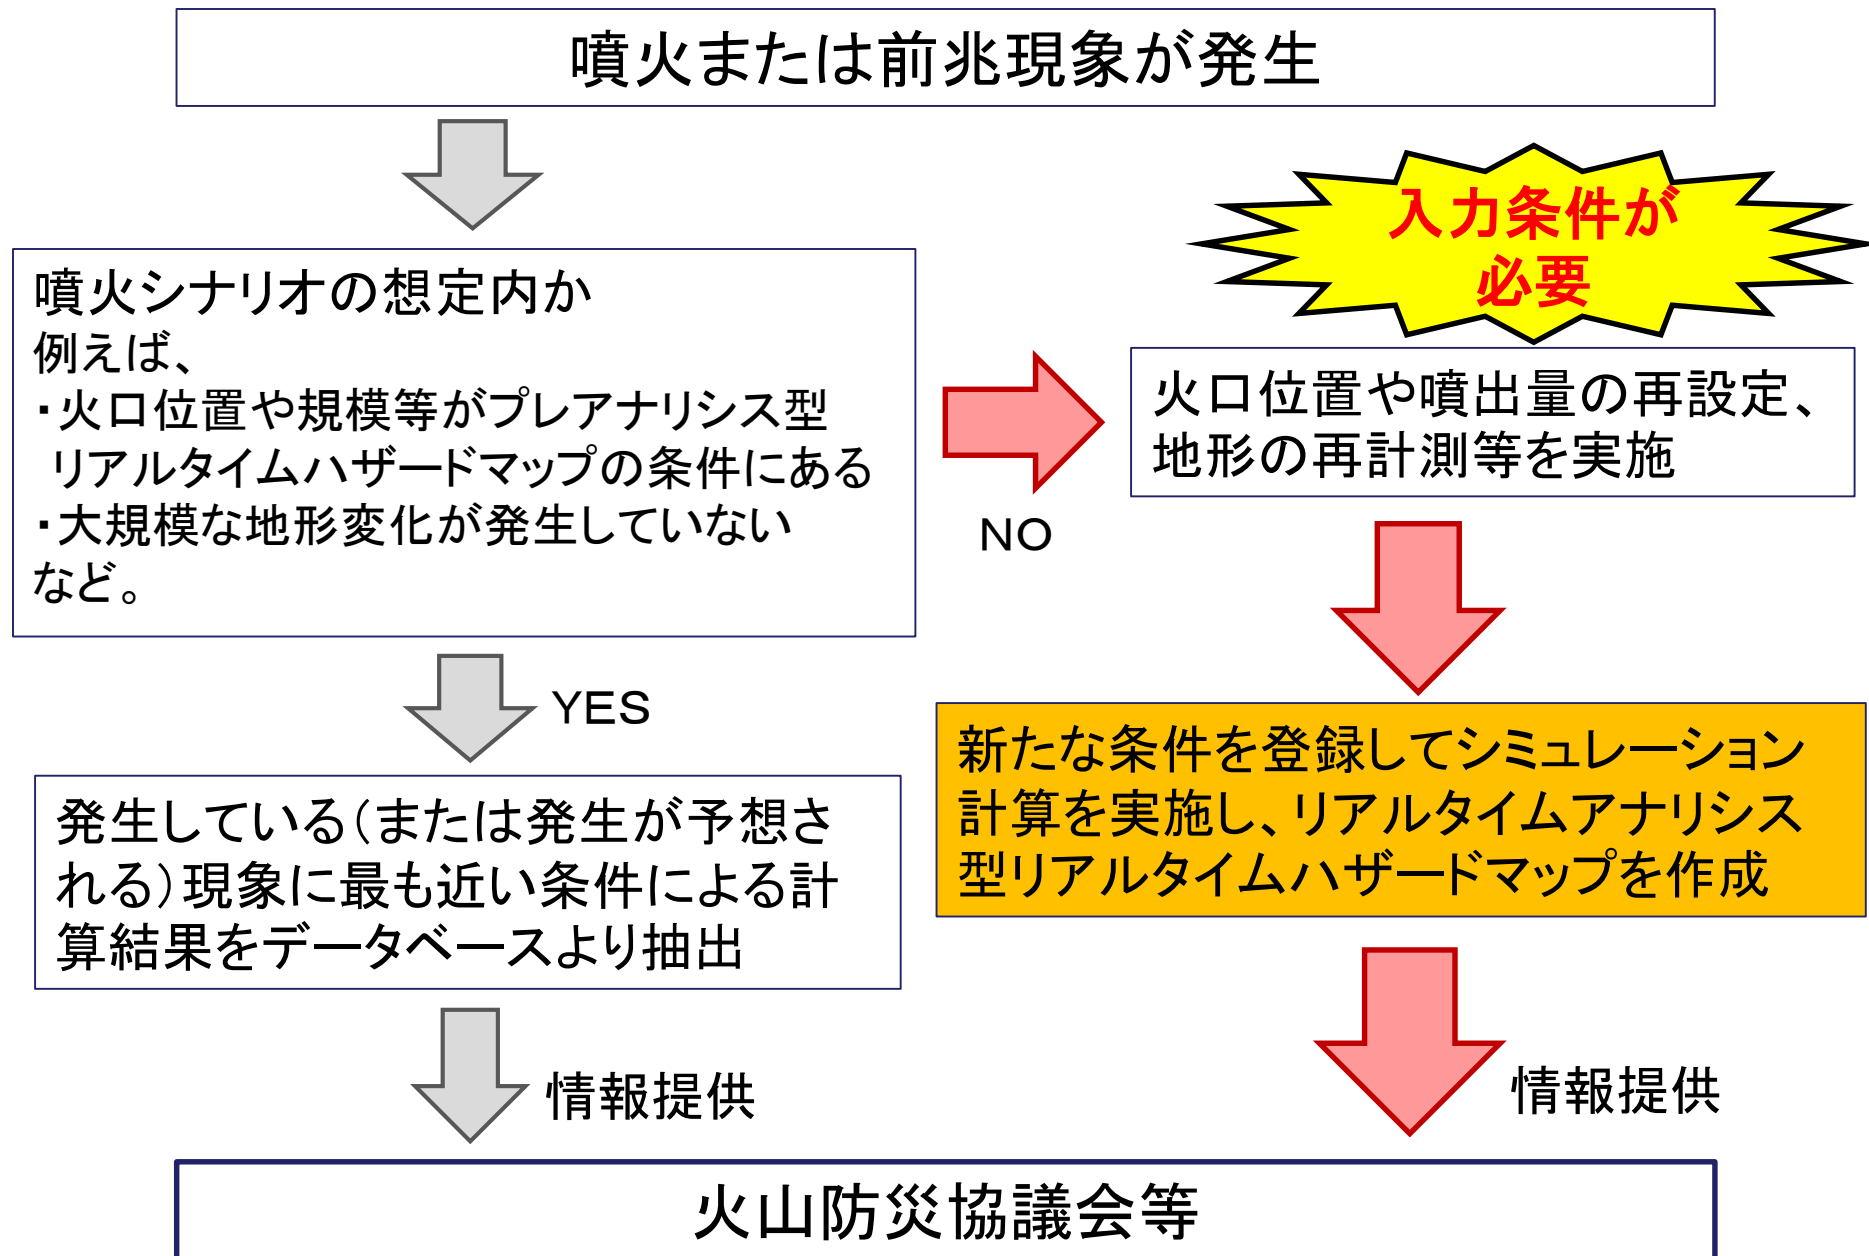 噴火または前兆現象が発生
噴火シナリオの想定内か
例えば、
・火口位置や規模等がプレアナリシス型
リアルタイムハザードマップの条件にある
・大規模な地形変化が発生していない
など。
NO
入力条件が
必要
火口位置や噴出量の再設定、
地形の再計測等を実施
YES
発生している（または発生が予想さ
れる）現象に最も近い条件による計
算結果をデータベースより抽出
新たな条件を登録してシミュレーション
計算を実施し、リアルタイムアナリシス
型リアルタイムハザードマップを作成
情報提供
情報提供
火山防災協議会等